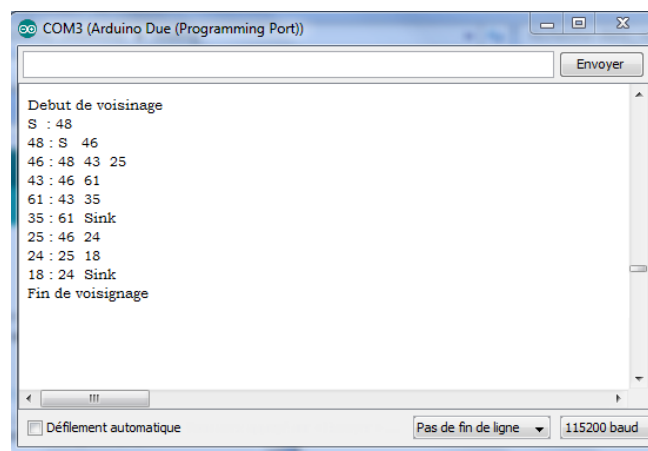 COM3 (Arduino Due (Programming Port))
Envoyer
Debut de voisinage
S : 48
48 : S 46
46 : 48 43 25
43 : 46 61
61 : 43 35
35 : 61 Sink
25 : 46 24
24 : 25 18
18 : 24 Sink
Fin de voisignage
Défilement automatique
Pas de fin de ligne
115200 baud